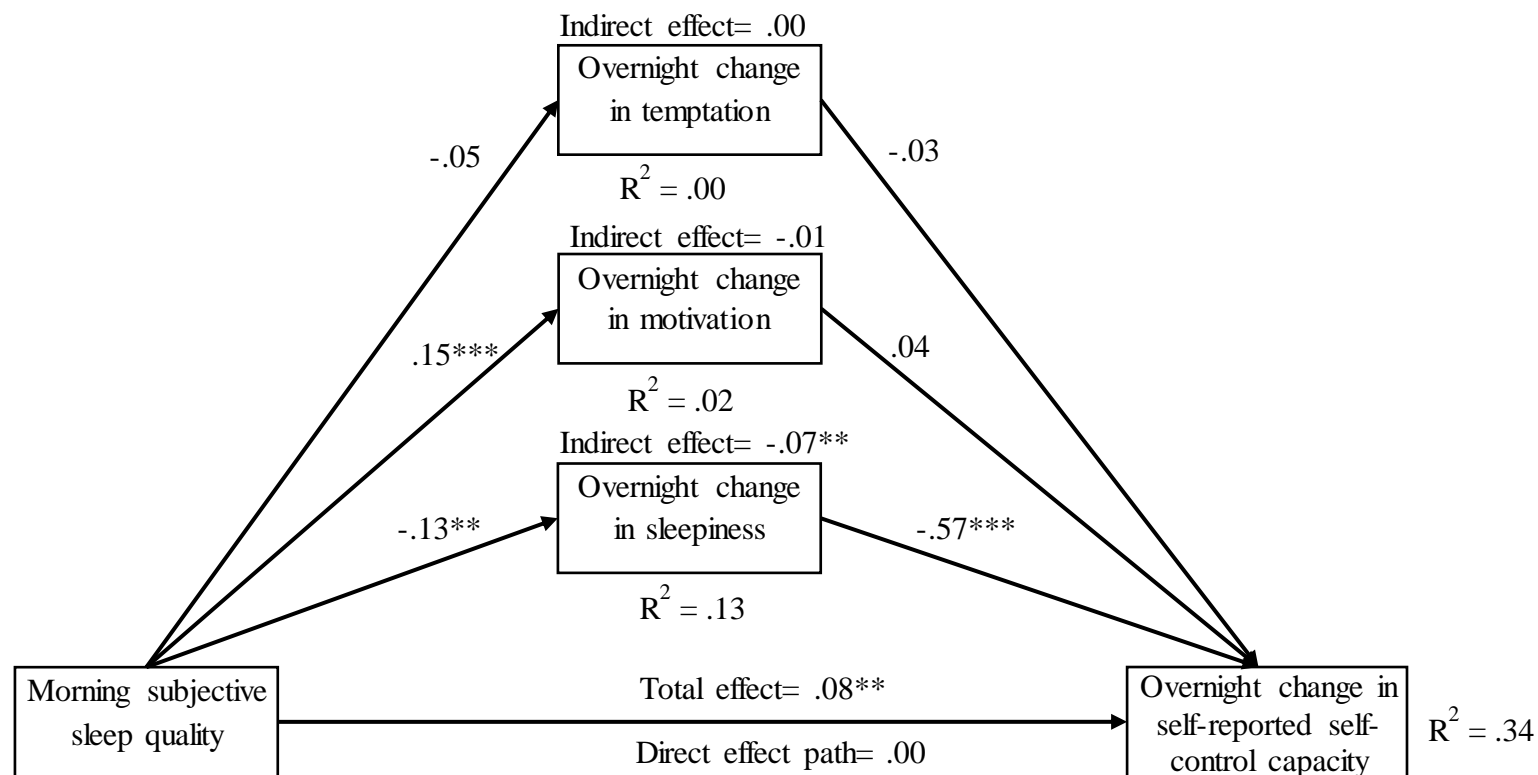 Indirect effect= .00
Overnight change
in temptation
-.05
-.03
R² = .00
Indirect effect= -.01
Overnight change
in motivation
.15***
.04
R² = .02
Indirect effect= -.07**
Overnight change
in sleepiness
-.13**
-.57***
R² = .13
Morning subjective
sleep quality
Total effect= .08**
Direct effect path= .00
Overnight change in
self-reported self-
control capacity
R² = .34